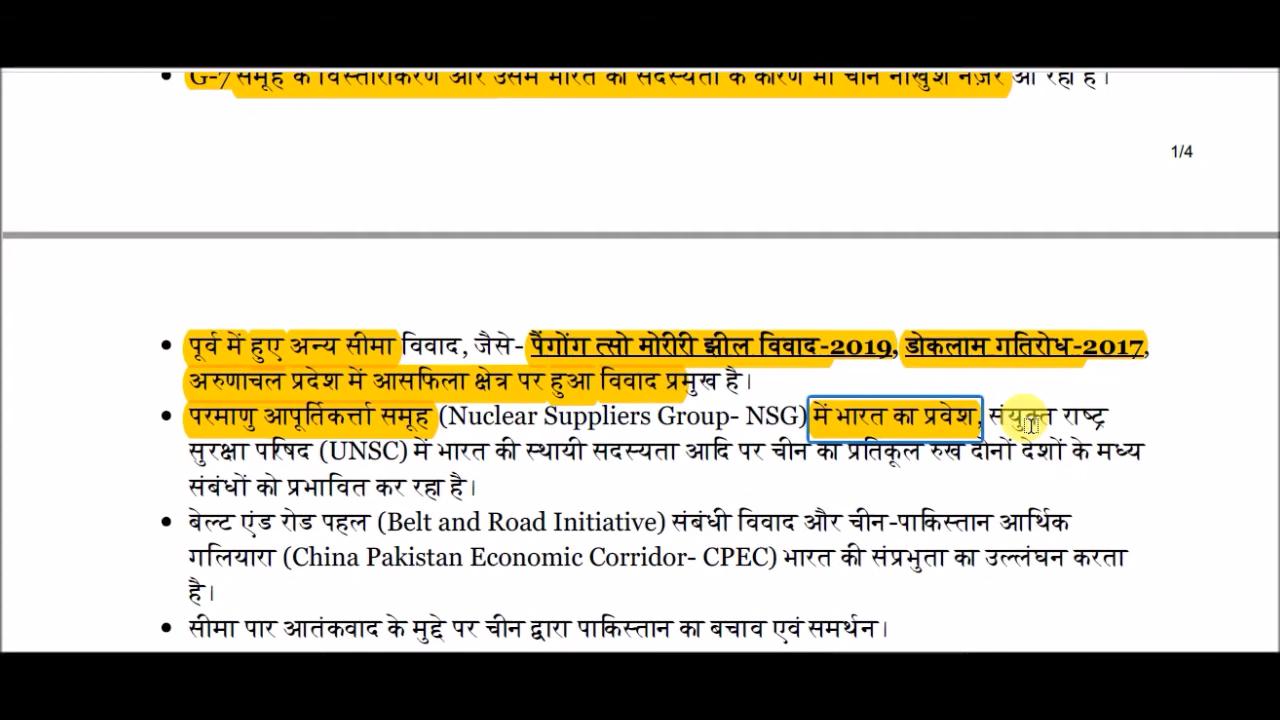 G-7 समूह के विस्तारीकरण और उसमें भारत की सदस्यता के कारण भी चीन नाखुश नज़र आ रहा है।
1/4
पूर्व में हुए अन्य सीमा विवाद, जैसे- पैंगोंग त्सो मोरीरी झील विवाद-2019, डोकलाम गतिरोध-2017,
अरुणाचल प्रदेश में आसफिला क्षेत्र पर हुआ विवाद प्रमुख है।
परमाणु आपूर्तिकर्त्ता समूह (Nuclear Suppliers Group- NSG) में भारत का प्रवेश, संयुक्त राष्ट्र
सुरक्षा परिषद (UNSC) में भारत की स्थायी सदस्यता आदि पर चीन का प्रतिकूल रुख दोनों देशों के मध्य
संबंधों को प्रभावित कर रहा है।
बेल्ट एंड रोड पहल (Belt and Road Initiative) संबंधी विवाद और चीन-पाकिस्तान आर्थिक
गलियारा (China Pakistan Economic Corridor- CPEC) भारत की संप्रभुता का उल्लंघन करता
है।
सीमा पार आतंकवाद के मुद्दे पर चीन द्वारा पाकिस्तान का बचाव एवं समर्थन।